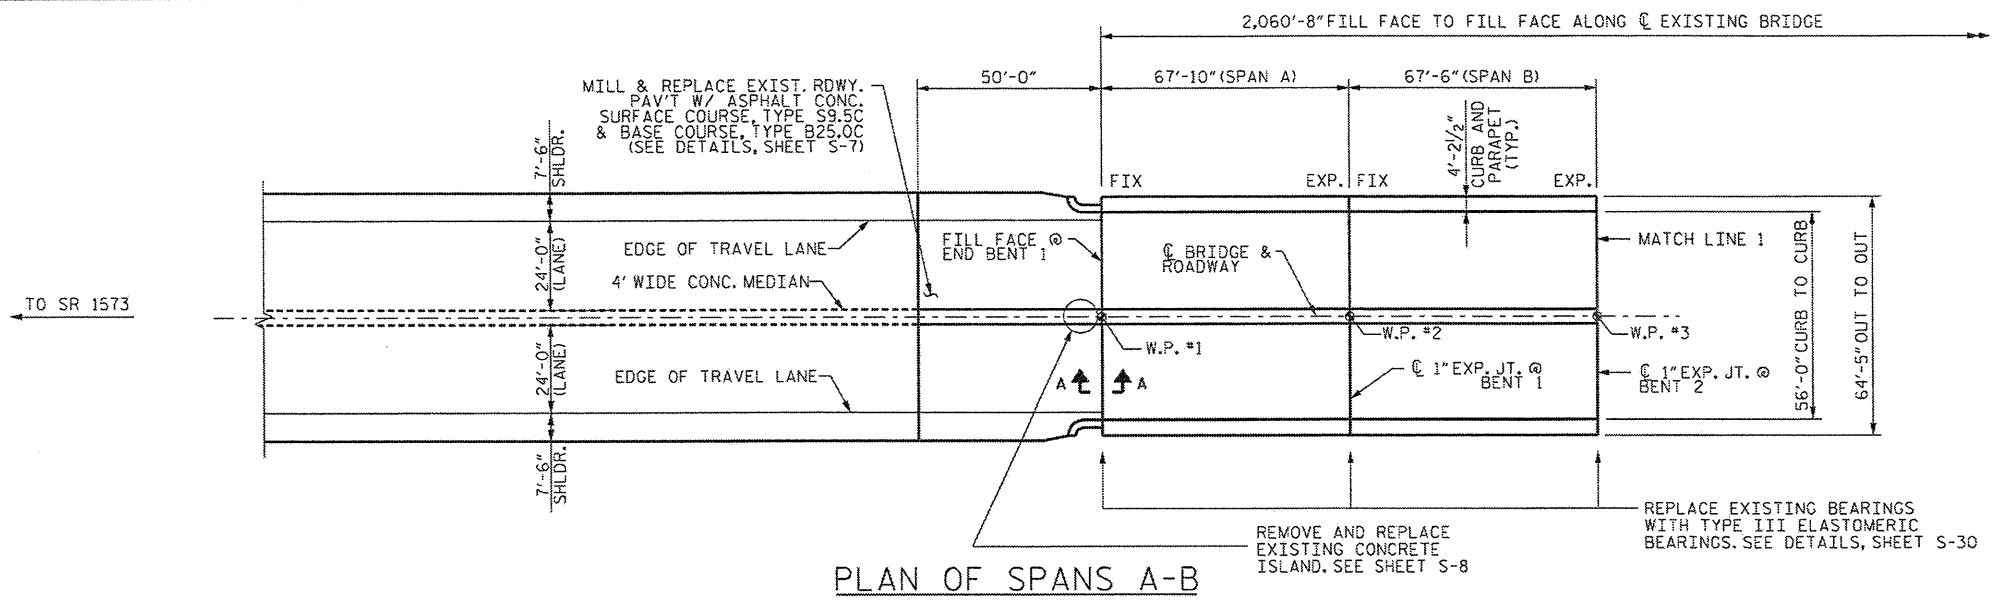 2,060'-8" FILL FACE TO FILL FACE ALONG ℄ EXISTING BRIDGE
50'-0"
67'-10" (SPAN A)
67'-6" (SPAN B)
MILL & REPLACE EXIST. RDWY.
PAV'T W/ ASPHALT CONC.
SURFACE COURSE, TYPE S9.5C
& BASE COURSE, TYPE B25.0C
(SEE DETAILS, SHEET S-7)
4'-2½"
CURB AND
PARAPET
(TYP.)
7'-6"
SHLDR.
FIX
EXP.
FIX
EXP.
EDGE OF TRAVEL LANE
FILL FACE @
END BENT 1
℄ BRIDGE &
ROADWAY
MATCH LINE 1
24'-0"
(LANE)
4' WIDE CONC. MEDIAN
TO SR 1573
W.P. #1
W.P. #2
W.P. #3
56'-0" CURB TO CURB
64'-5" OUT TO OUT
24'-0"
(LANE)
EDGE OF TRAVEL LANE
A
A
℄ 1" EXP. JT. @
BENT 1
℄ 1" EXP. JT. @
BENT 2
7'-6"
SHLDR.
REMOVE AND REPLACE
EXISTING CONCRETE
ISLAND. SEE SHEET S-8
REPLACE EXISTING BEARINGS
WITH TYPE III ELASTOMERIC
BEARINGS. SEE DETAILS, SHEET S-30
PLAN OF SPANS A-B